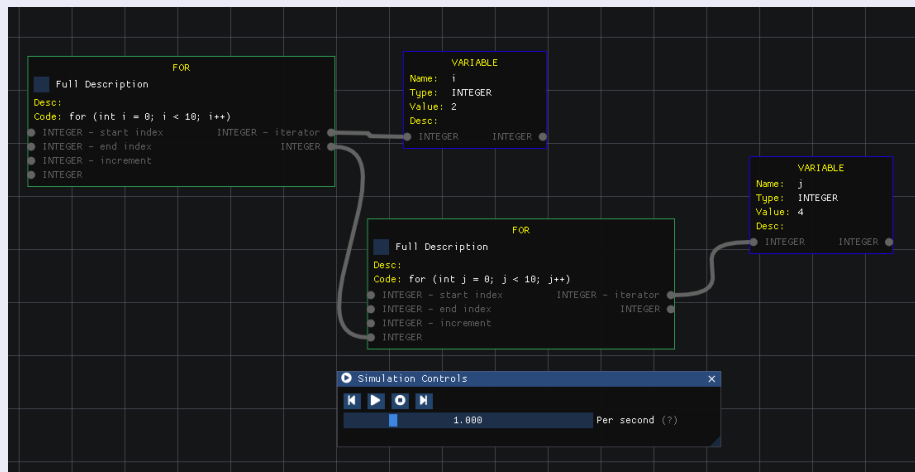 FOR
Full Description
Desc:
Code: for (int i = 0; i < 10; i++)
INTEGER - start index INTEGER - iterator
INTEGER - end index INTEGER
INTEGER - increment
INTEGER
VARIABLE
Name: i
Type: INTEGER
Value: 2
Desc:
INTEGER INTEGER
VARIABLE
Name: j
Type: INTEGER
Value: 4
Desc:
INTEGER INTEGER
FOR
Full Description
Desc:
Code: for (int j = 0; j < 10; j++)
INTEGER - start index INTEGER - iterator
INTEGER - end index INTEGER
INTEGER - increment
INTEGER
Simulation Controls
1.000 Per second (?)